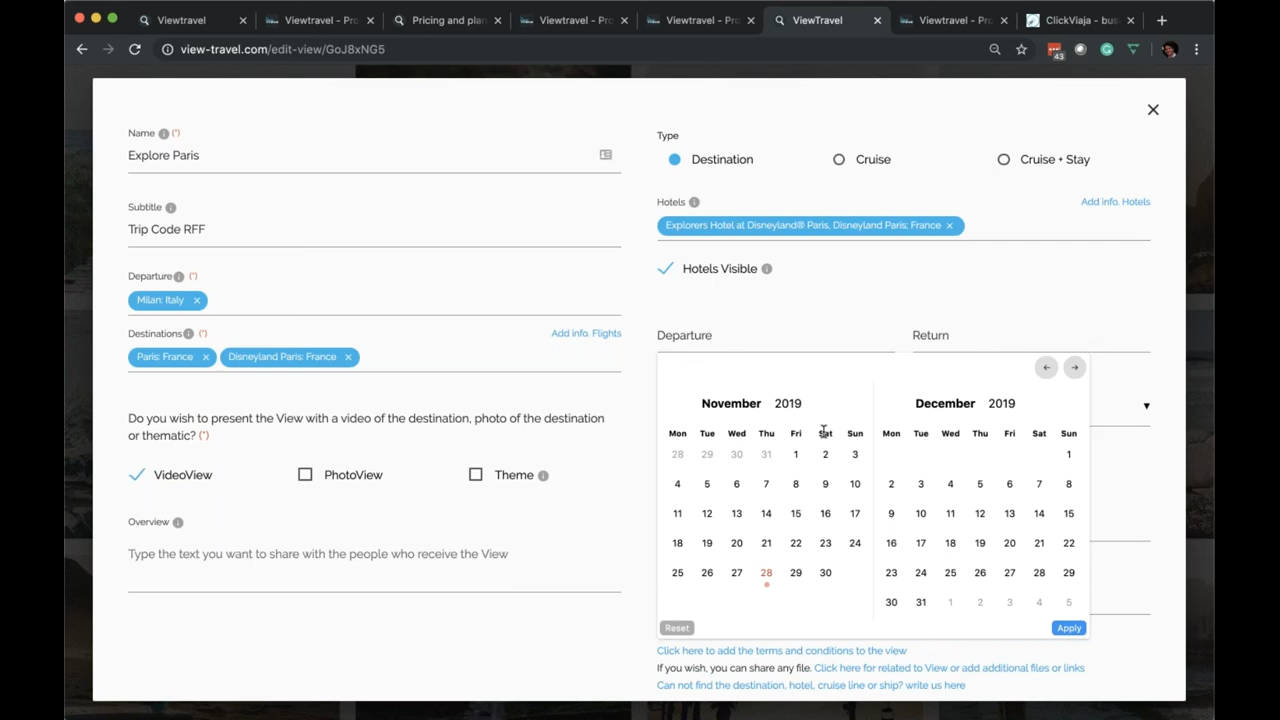 Viewtravel
Viewtravel - Pro
Pricing and plan
Viewtravel - Pro
Viewtravel - Pro
ViewTravel
Viewtravel - Pro
ClickViaja - bus
view-travel.com/edit-view/GoJ8xNG5
43
Name (*)
Explore Paris
Subtitle
Trip Code RFF
Departure (*)
Milan: Italy
Destinations (*)
Add info. Flights
Paris: France
Disneyland Paris: France
Do you wish to present the View with a video of the destination, photo of the destination
or thematic? (*)
VideoView
PhotoView
Theme
Overview
Type the text you want to share with the people who receive the View
Type
Destination
Cruise
Cruise + Stay
Hotels
Add info. Hotels
Explorers Hotel at Disneyland® Paris, Disneyland Paris: France
Hotels Visible
Departure
Return
November 2019
Mon Tue Wed Thu Fri Sat Sun
28 29 30 31 1 2 3
4 5 6 7 8 9 10
11 12 13 14 15 16 17
18 19 20 21 22 23 24
25 26 27 28 29 30
December 2019
Mon Tue Wed Thu Fri Sat Sun
1
2 3 4 5 6 7 8
9 10 11 12 13 14 15
16 17 18 19 20 21 22
23 24 25 26 27 28 29
30 31 1 2 3 4 5
Reset
Apply
Click here to add the terms and conditions to the view
If you wish, you can share any file. Click here for related to View or add additional files or links
Can not find the destination, hotel, cruise line or ship? write us here